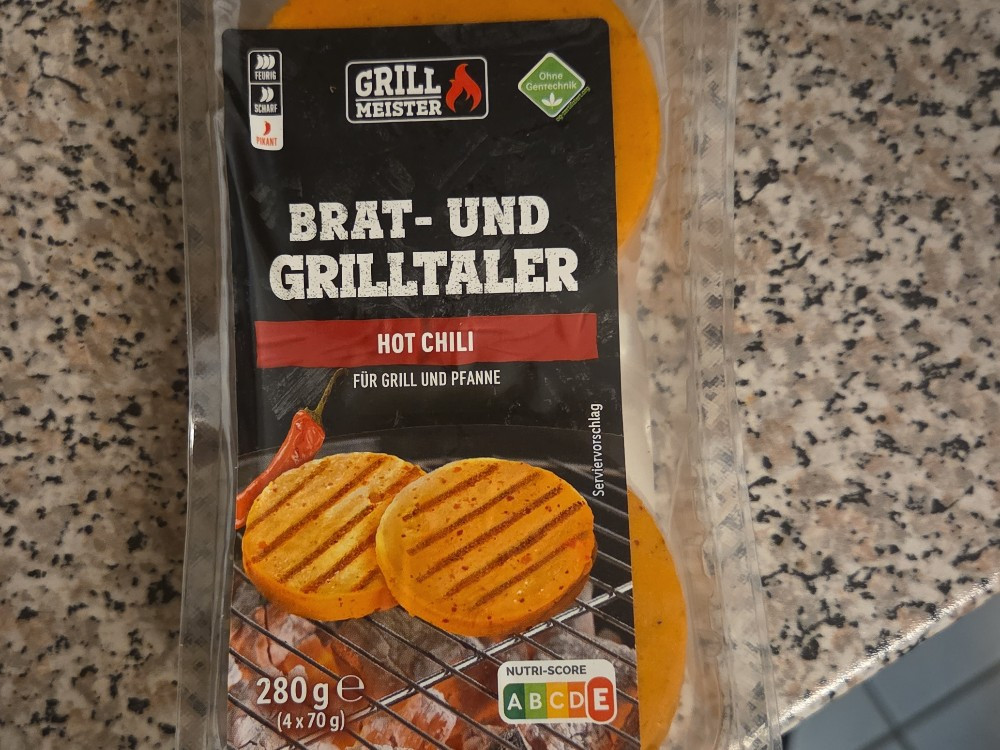 FEURIG
SCHARF
PIKANT
GRILL
MEISTER
Ohne
Gentechnik
BRAT- UND
GRILLTALER
HOT CHILI
FÜR GRILL UND PFANNE
Serviervorschlag
280 g e
(4 x 70 g)
NUTRI-SCORE
A B C D E